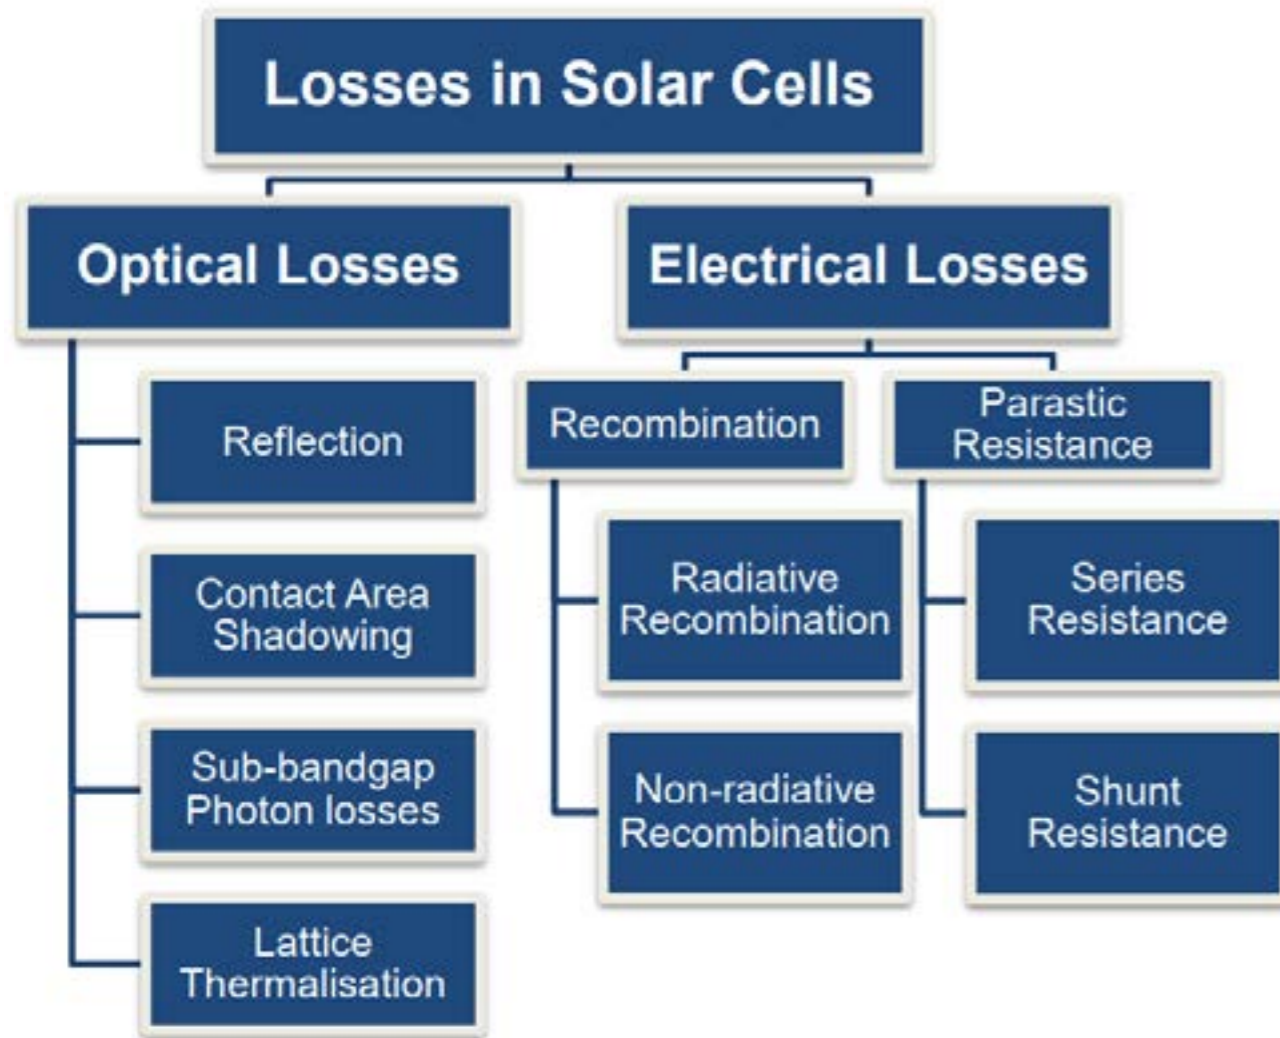 Losses in Solar Cells
Optical Losses
Reflection
Contact Area
Shadowing
Sub-bandgap
Photon losses
Lattice
Thermalisation
Electrical Losses
Recombination
Radiative
Recombination
Non-radiative
Recombination
Parastic
Resistance
Series
Resistance
Shunt
Resistance